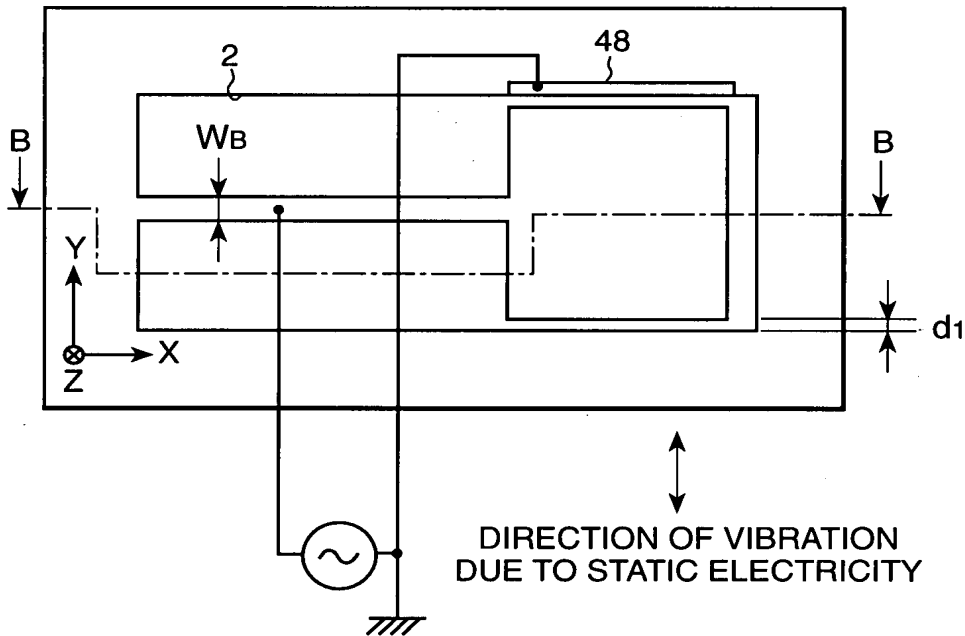 48
2
WB
B
B
Y
X
Z
d1
DIRECTION OF VIBRATION
DUE TO STATIC ELECTRICITY